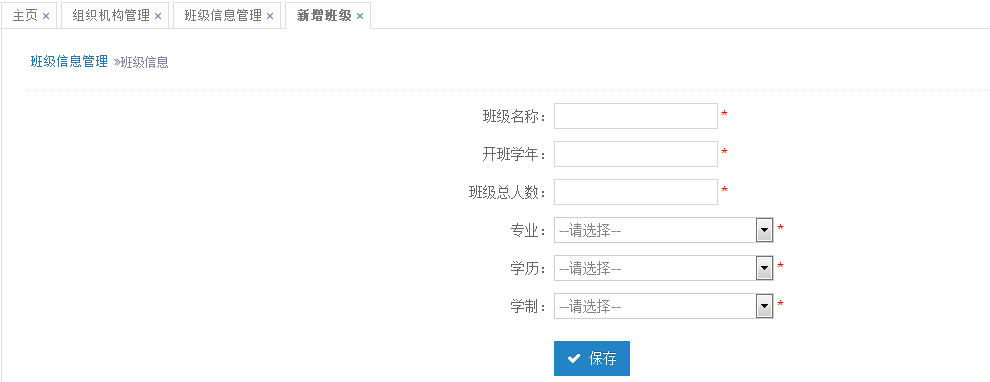 主页 × 组织机构管理 × 班级信息管理 × 新增班级 ×
班级信息管理 »班级信息
班级名称： *
开班学年： *
班级总人数： *
专业： --请选择-- *
学历： --请选择-- *
学制： --请选择-- *
保存